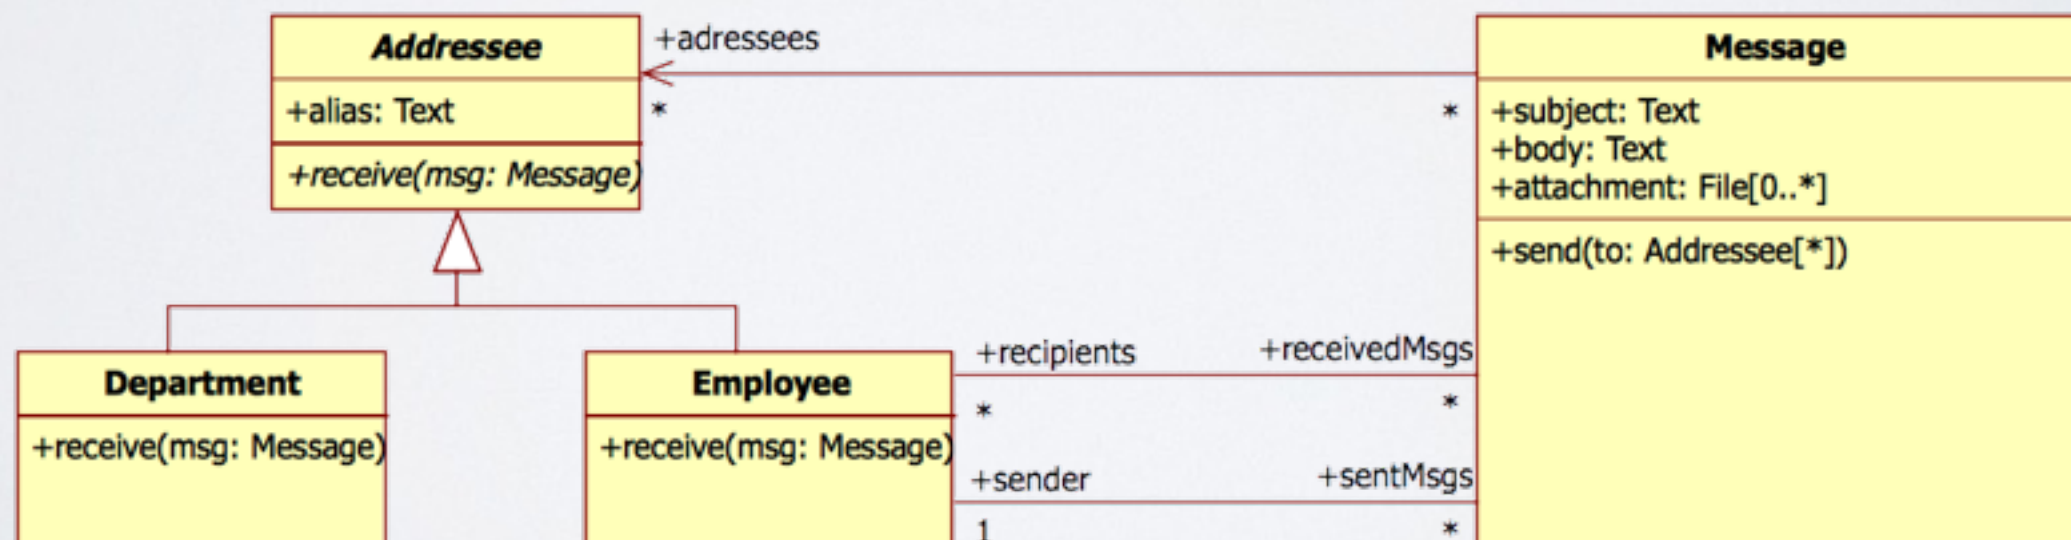 Addressee
+alias: Text
+receive(msg: Message)
+adressees
*
*
Message
+subject: Text
+body: Text
+attachment: File[0..*]
+send(to: Addressee[*])
Department
+receive(msg: Message)
Employee
+receive(msg: Message)
+recipients
+receivedMsgs
*
*
+sender
+sentMsgs
1
*